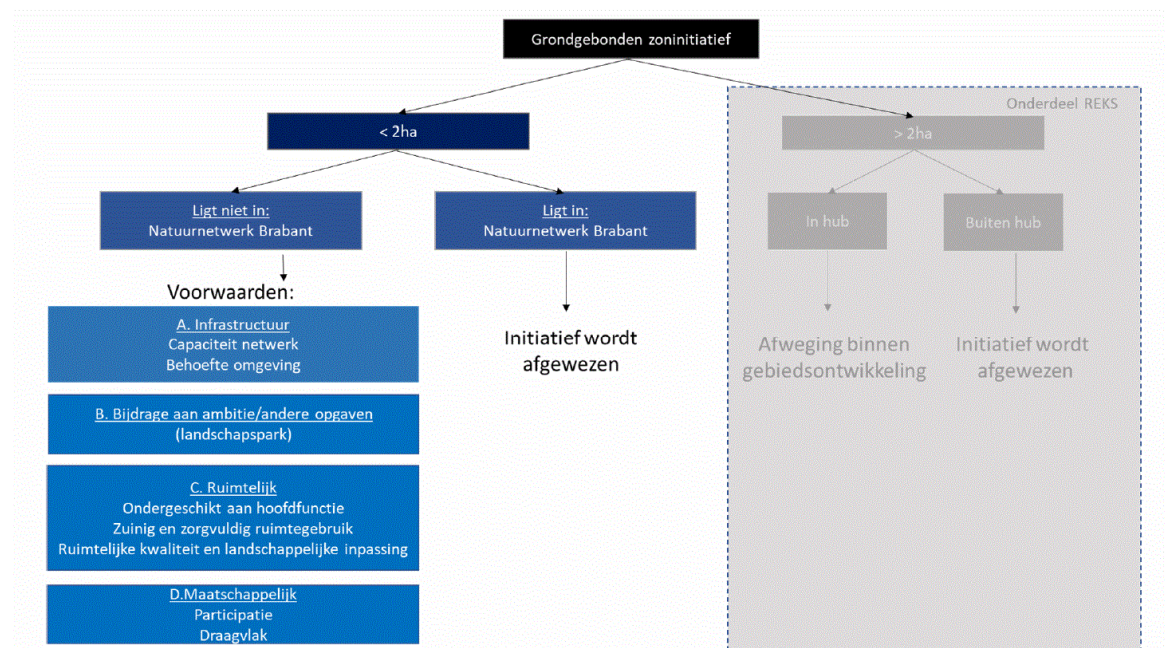 Grondgebonden zoninitiatief
Onderdeel REKS
< 2ha
> 2ha
Ligt niet in:
Natuurnetwerk Brabant
Ligt in:
Natuurnetwerk Brabant
In hub
Buiten hub
Voorwaarden:
A. Infrastructuur
Capaciteit netwerk
Behoefte omgeving
Initiatief wordt
afgewezen
Afweging binnen
gebiedsontwikkeling
Initiatief wordt
afgewezen
B. Bijdrage aan ambitie/andere opgaven
(landschapspark)
C. Ruimtelijk
Ondergeschikt aan hoofdfunctie
Zuinig en zorgvuldig ruimtegebruik
Ruimtelijke kwaliteit en landschappelijke inpassing
D.Maatschappelijk
Participatie
Draagvlak